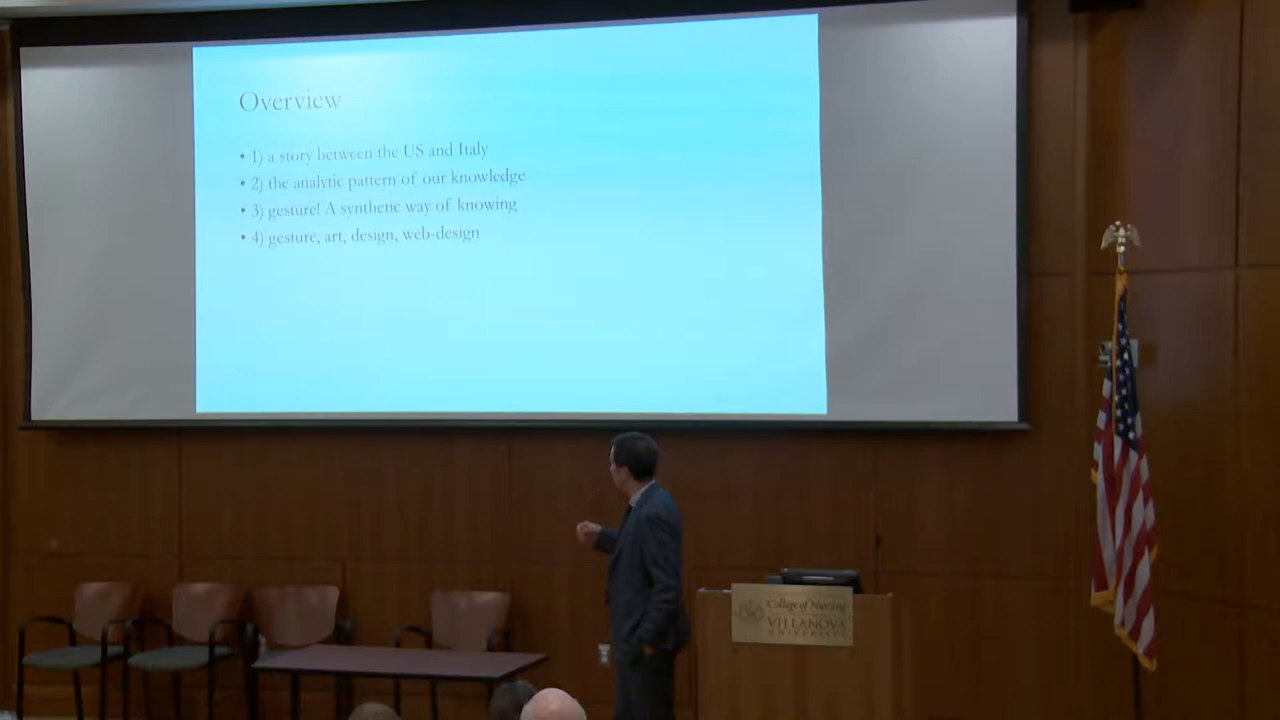 Overview
• 1) a story between the US and Italy
• 2) the analytic pattern of our knowledge
• 3) gesture! A synthetic way of knowing
• 4) gesture, art, design, web-design
College of Nursing
VILLANOVA
UNIVERSITY